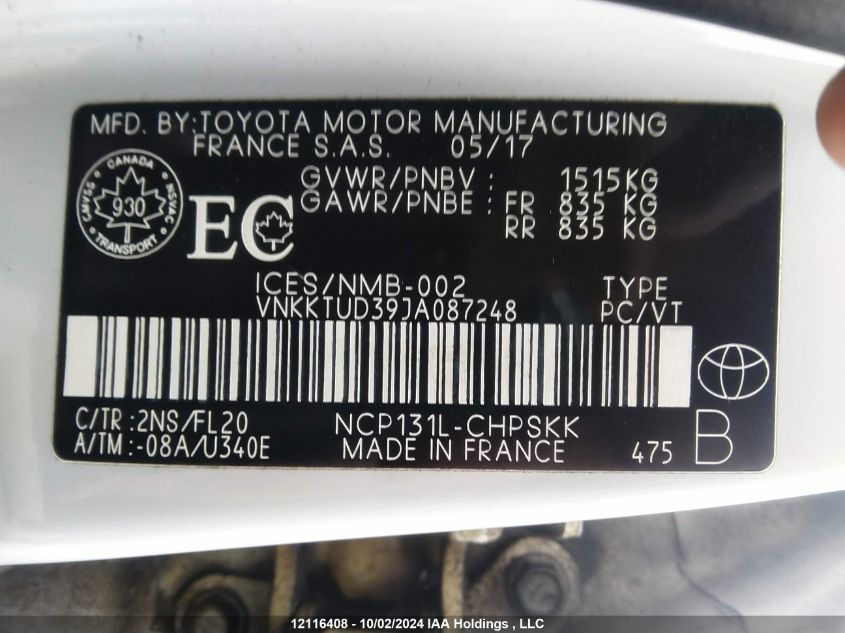 MFD. BY:TOYOTA MOTOR MANUFACTURING
FRANCE S.A.S. 05/17
GVWR/PNBV : 1515KG
GAWR/PNBE : FR 835 KG
RR 835 KG
CANADA
CMVSS
NSVAC
930
TRANSPORT
EC
ICES/NMB-002 TYPE
VNKKTUD39JA087248 PC/VT
C/TR :2NS/FL20 NCP131L-CHPSKK
A/TM :-08A/U340E MADE IN FRANCE 475 B
12116408 - 10/02/2024 IAA Holdings , LLC